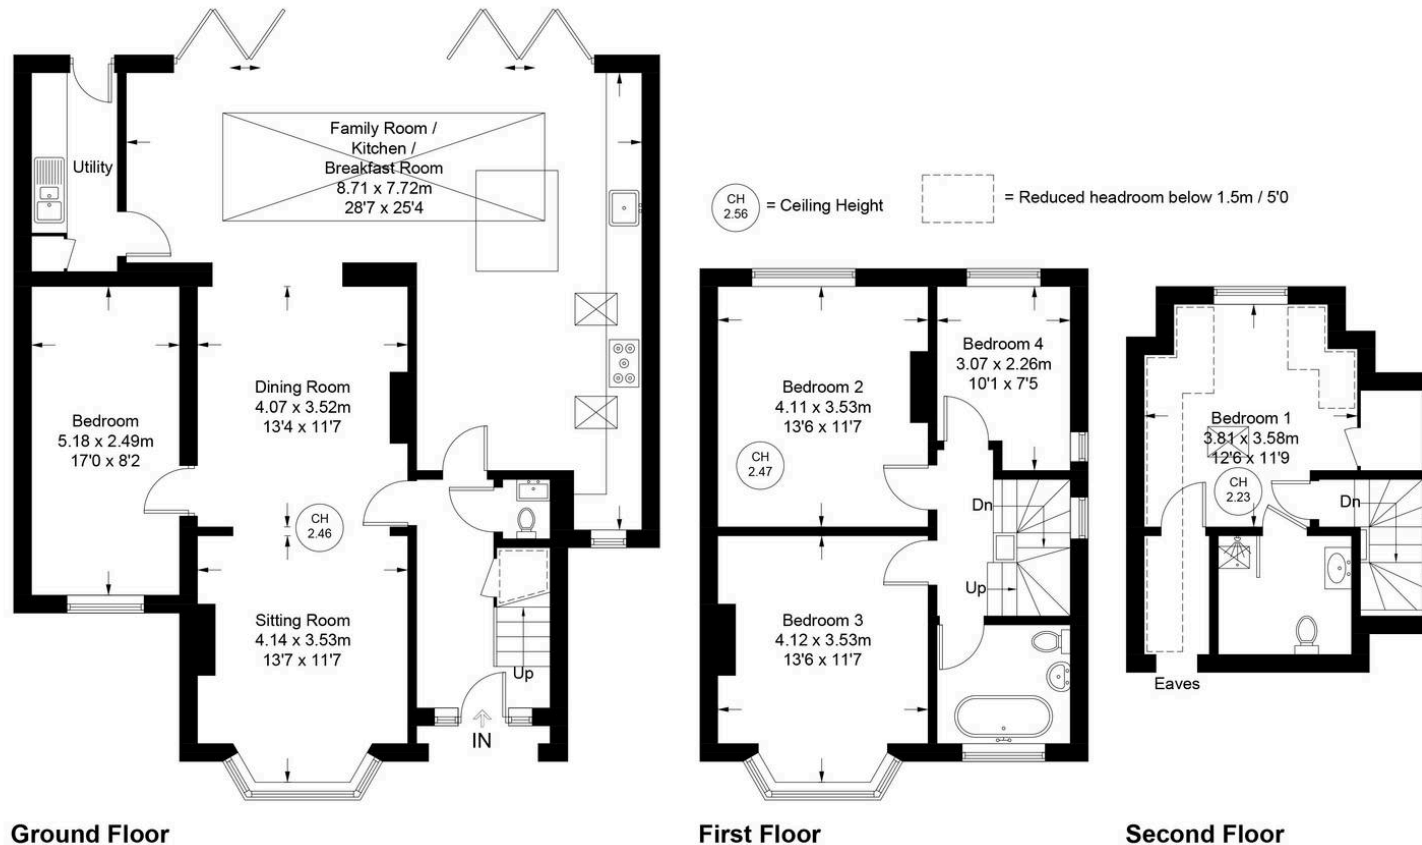 Family Room /
Kitchen /
Breakfast Room
8.71 x 7.72m
28'7 x 25'4
Utility
Bedroom
5.18 x 2.49m
17'0 x 8'2
Dining Room
4.07 x 3.52m
13'4 x 11'7
CH
2.46
Sitting Room
4.14 x 3.53m
13'7 x 11'7
Up
IN
Ground Floor
CH
2.56
= Ceiling Height
= Reduced headroom below 1.5m / 5'0
Bedroom 2
4.11 x 3.53m
13'6 x 11'7
CH
2.47
Bedroom 4
3.07 x 2.26m
10'1 x 7'5
Dn
Up
Bedroom 3
4.12 x 3.53m
13'6 x 11'7
First Floor
Bedroom 1
3.81 x 3.58m
12'6 x 11'9
CH
2.23
Dn
Eaves
Second Floor